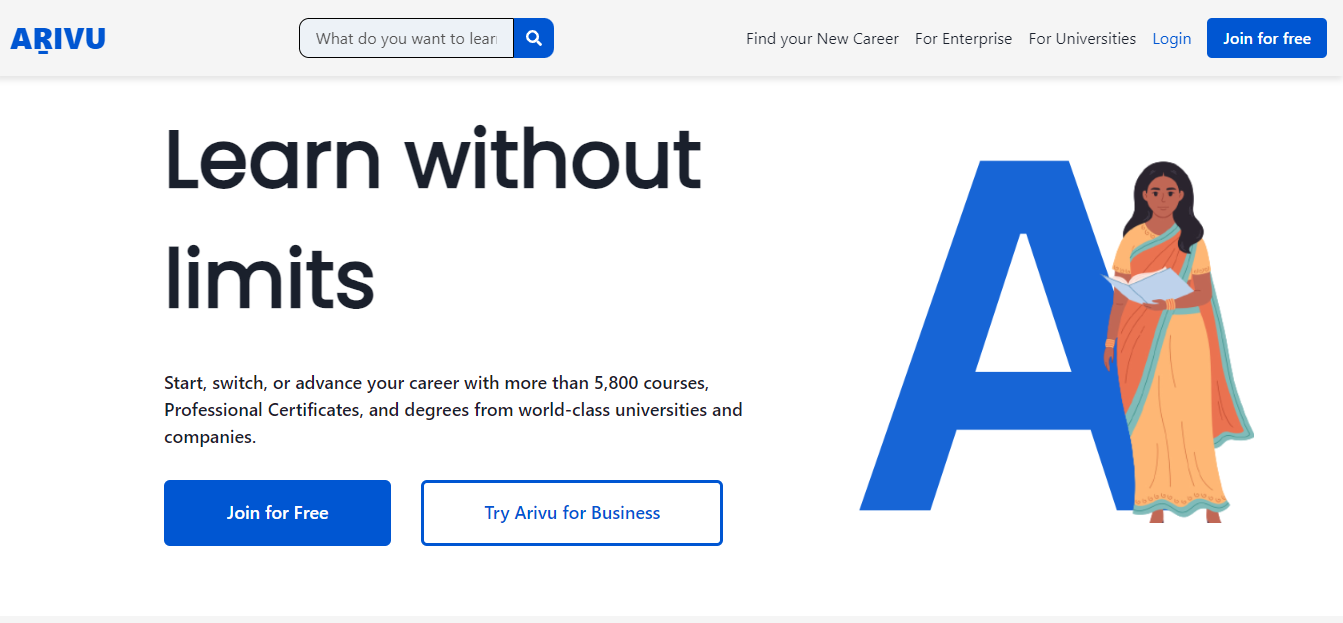 AṞIVU
What do you want to lear
Find your New Career
For Enterprise
For Universities
Login
Join for free
Learn without
limits
Start, switch, or advance your career with more than 5,800 courses,
Professional Certificates, and degrees from world-class universities and
companies.
Join for Free
Try Arivu for Business
A